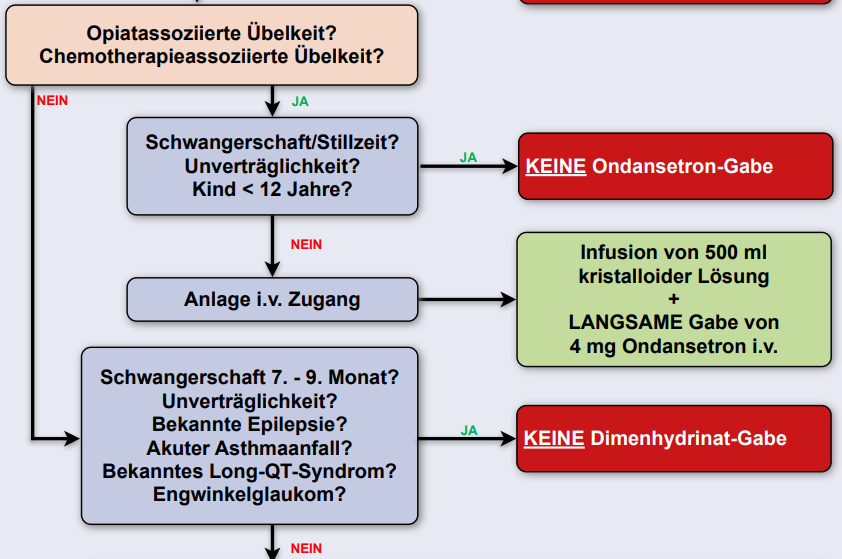 Opiatassoziierte Übelkeit?
Chemotherapieassoziierte Übelkeit?
NEIN
JA
Schwangerschaft/Stillzeit?
Unverträglichkeit?
Kind < 12 Jahre?
JA
KEINE Ondansetron-Gabe
NEIN
Anlage i.v. Zugang
Infusion von 500 ml
kristalloider Lösung
+
LANGSAME Gabe von
4 mg Ondansetron i.v.
Schwangerschaft 7. - 9. Monat?
Unverträglichkeit?
Bekannte Epilepsie?
Akuter Asthmaanfall?
Bekanntes Long-QT-Syndrom?
Engwinkelglaukom?
JA
KEINE Dimenhydrinat-Gabe
NEIN